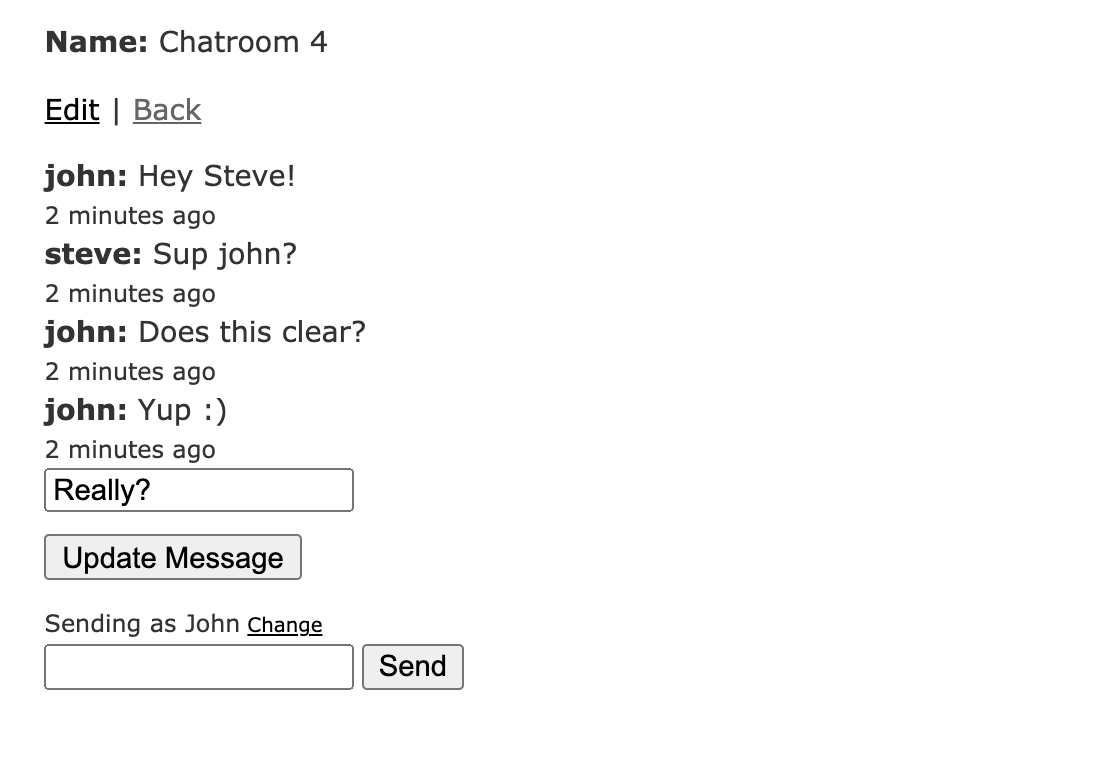 Name: Chatroom 4
Edit | Back
john: Hey Steve!
2 minutes ago
steve: Sup john?
2 minutes ago
john: Does this clear?
2 minutes ago
john: Yup :)
2 minutes ago
Really?
Update Message
Sending as John Change
Send